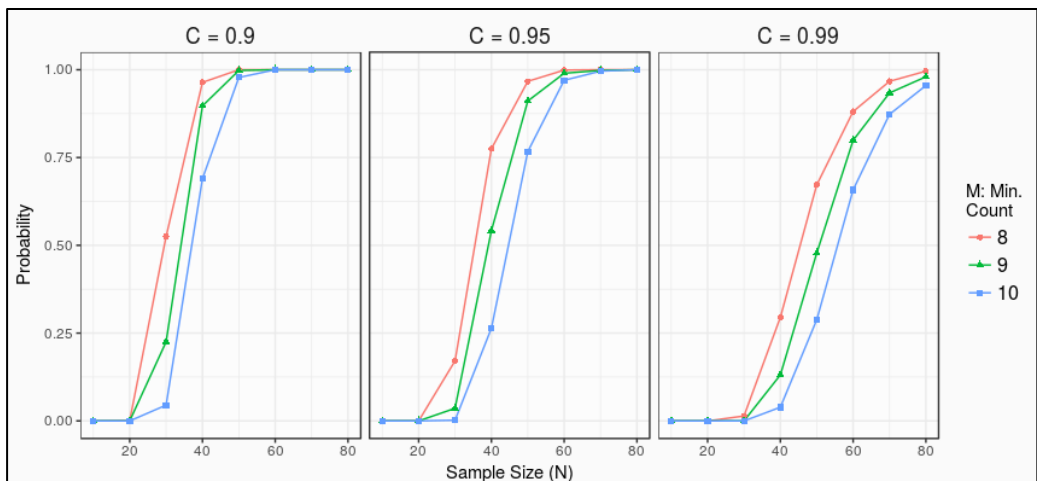 C = 0.9
C = 0.95
C = 0.99
1.00
0.75
0.50
0.25
0.00
Probability
20 40 60 80
20 40 60 80
20 40 60 80
Sample Size (N)
M: Min.
Count
8
9
10